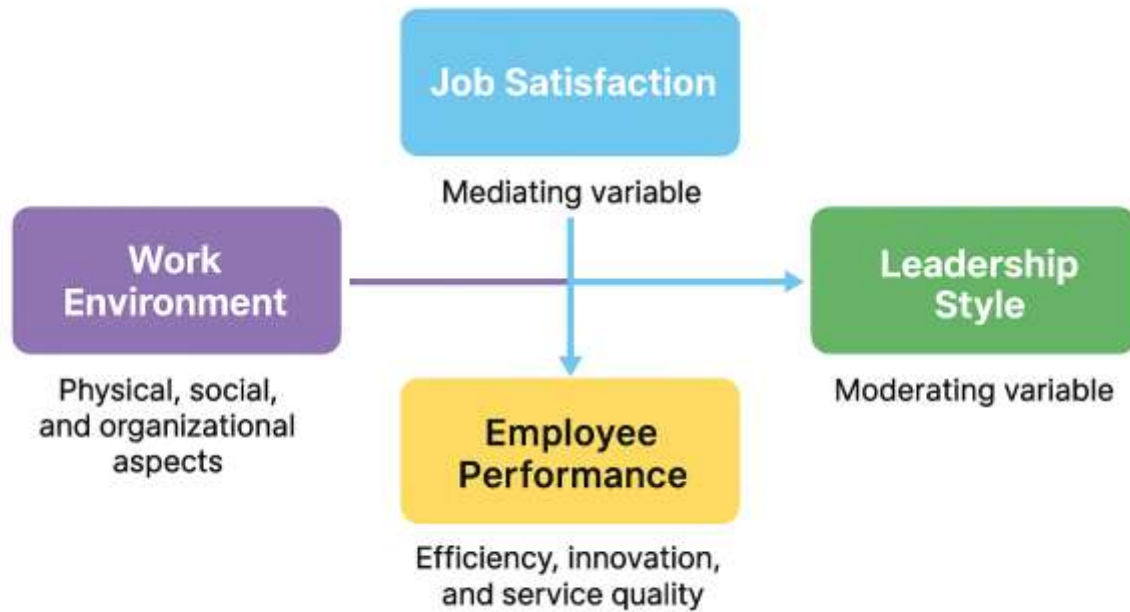 Job Satisfaction
Mediating variable
Work
Environment
Physical, social,
and organizational
aspects
Leadership
Style
Moderating variable
Employee
Performance
Efficiency, innovation,
and service quality